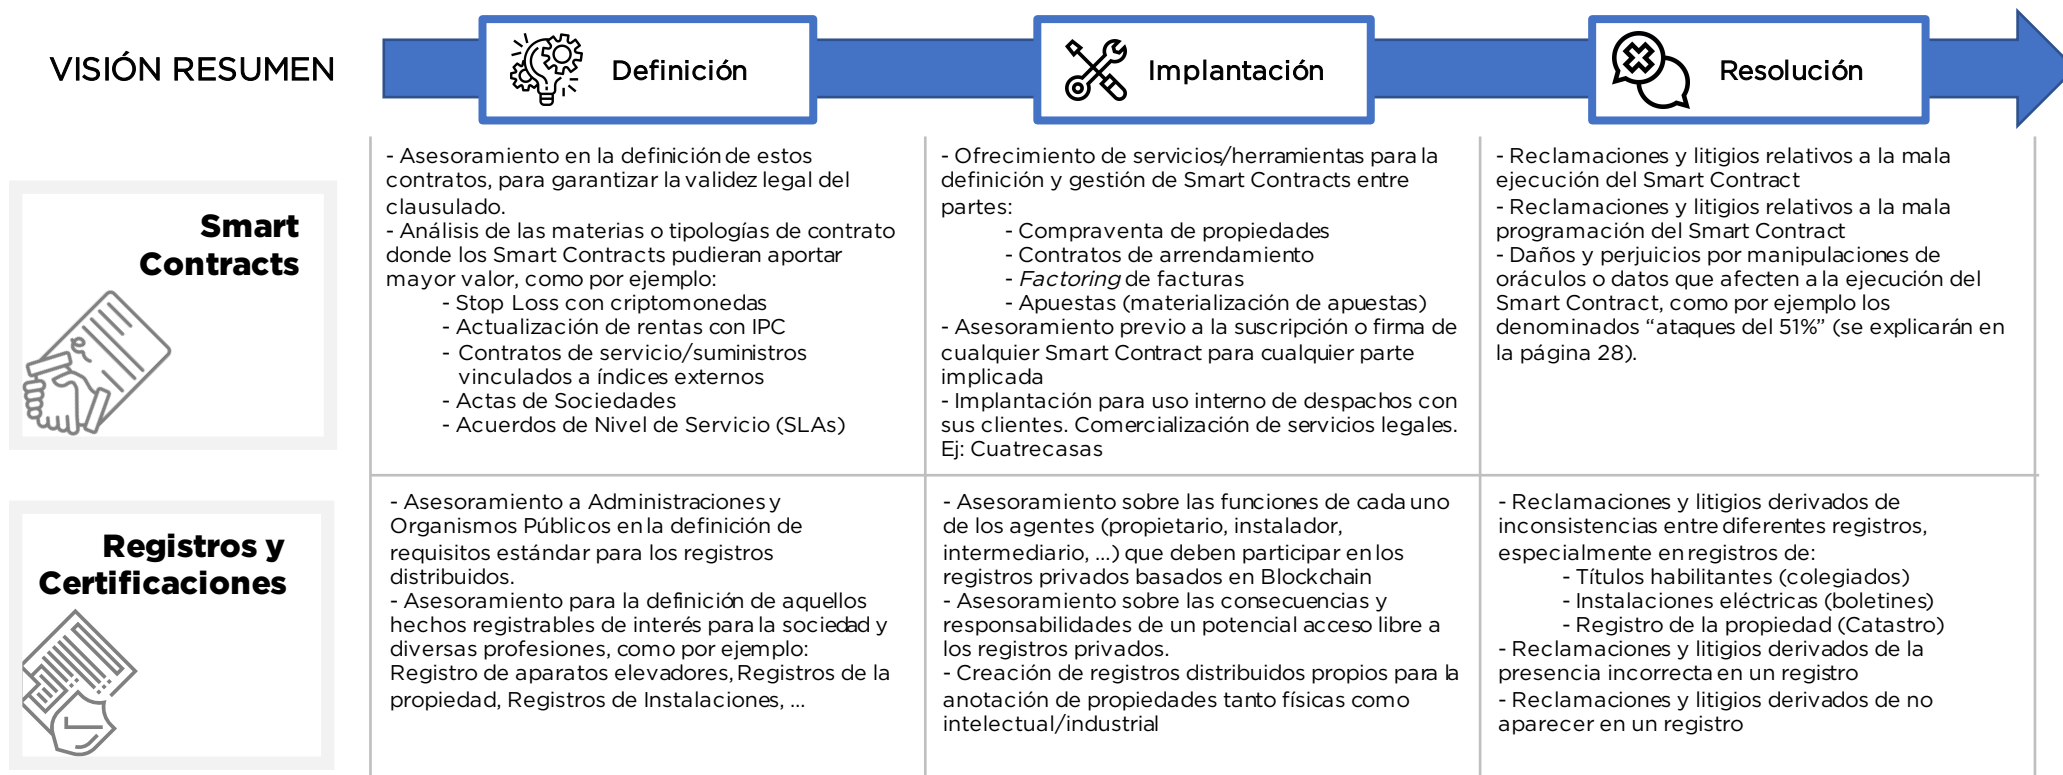 VISIÓN RESUMEN
Definición
Implantación
Resolución
Smart
Contracts
- Asesoramiento en la definición de estos
contratos, para garantizar la validez legal del
clausulado.
- Análisis de las materias o tipologías de contrato
donde los Smart Contracts pudieran aportar
mayor valor, como por ejemplo:
- Stop Loss con criptomonedas
- Actualización de rentas con IPC
- Contratos de servicio/suministros
vinculados a índices externos
- Actas de Sociedades
- Acuerdos de Nivel de Servicio (SLAs)
- Ofrecimiento de servicios/herramientas para la
definición y gestión de Smart Contracts entre
partes:
- Compraventa de propiedades
- Contratos de arrendamiento
- Factoring de facturas
- Apuestas (materialización de apuestas)
- Asesoramiento previo a la suscripción o firma de
cualquier Smart Contract para cualquier parte
implicada
- Implantación para uso interno de despachos con
sus clientes. Comercialización de servicios legales.
Ej: Cuatrecasas
- Reclamaciones y litigios relativos a la mala
ejecución del Smart Contract
- Reclamaciones y litigios relativos a la mala
programación del Smart Contract
- Daños y perjuicios por manipulaciones de
oráculos o datos que afecten a la ejecución del
Smart Contract, como por ejemplo los
denominados “ataques del 51%” (se explicarán en
la página 28).
Registros y
Certificaciones
- Asesoramiento a Administraciones y
Organismos Públicos en la definición de
requisitos estándar para los registros
distribuidos.
- Asesoramiento para la definición de aquellos
hechos registrables de interés para la sociedad y
diversas profesiones, como por ejemplo:
Registro de aparatos elevadores, Registros de la
propiedad, Registros de Instalaciones, ...
- Asesoramiento sobre las funciones de cada uno
de los agentes (propietario, instalador,
intermediario, ...) que deben participar en los
registros privados basados en Blockchain
- Asesoramiento sobre las consecuencias y
responsabilidades de un potencial acceso libre a
los registros privados.
- Creación de registros distribuidos propios para la
anotación de propiedades tanto físicas como
intelectual/industrial
- Reclamaciones y litigios derivados de
inconsistencias entre diferentes registros,
especialmente en registros de:
- Títulos habilitantes (colegiados)
- Instalaciones eléctricas (boletines)
- Registro de la propiedad (Catastro)
- Reclamaciones y litigios derivados de la
presencia incorrecta en un registro
- Reclamaciones y litigios derivados de no
aparecer en un registro